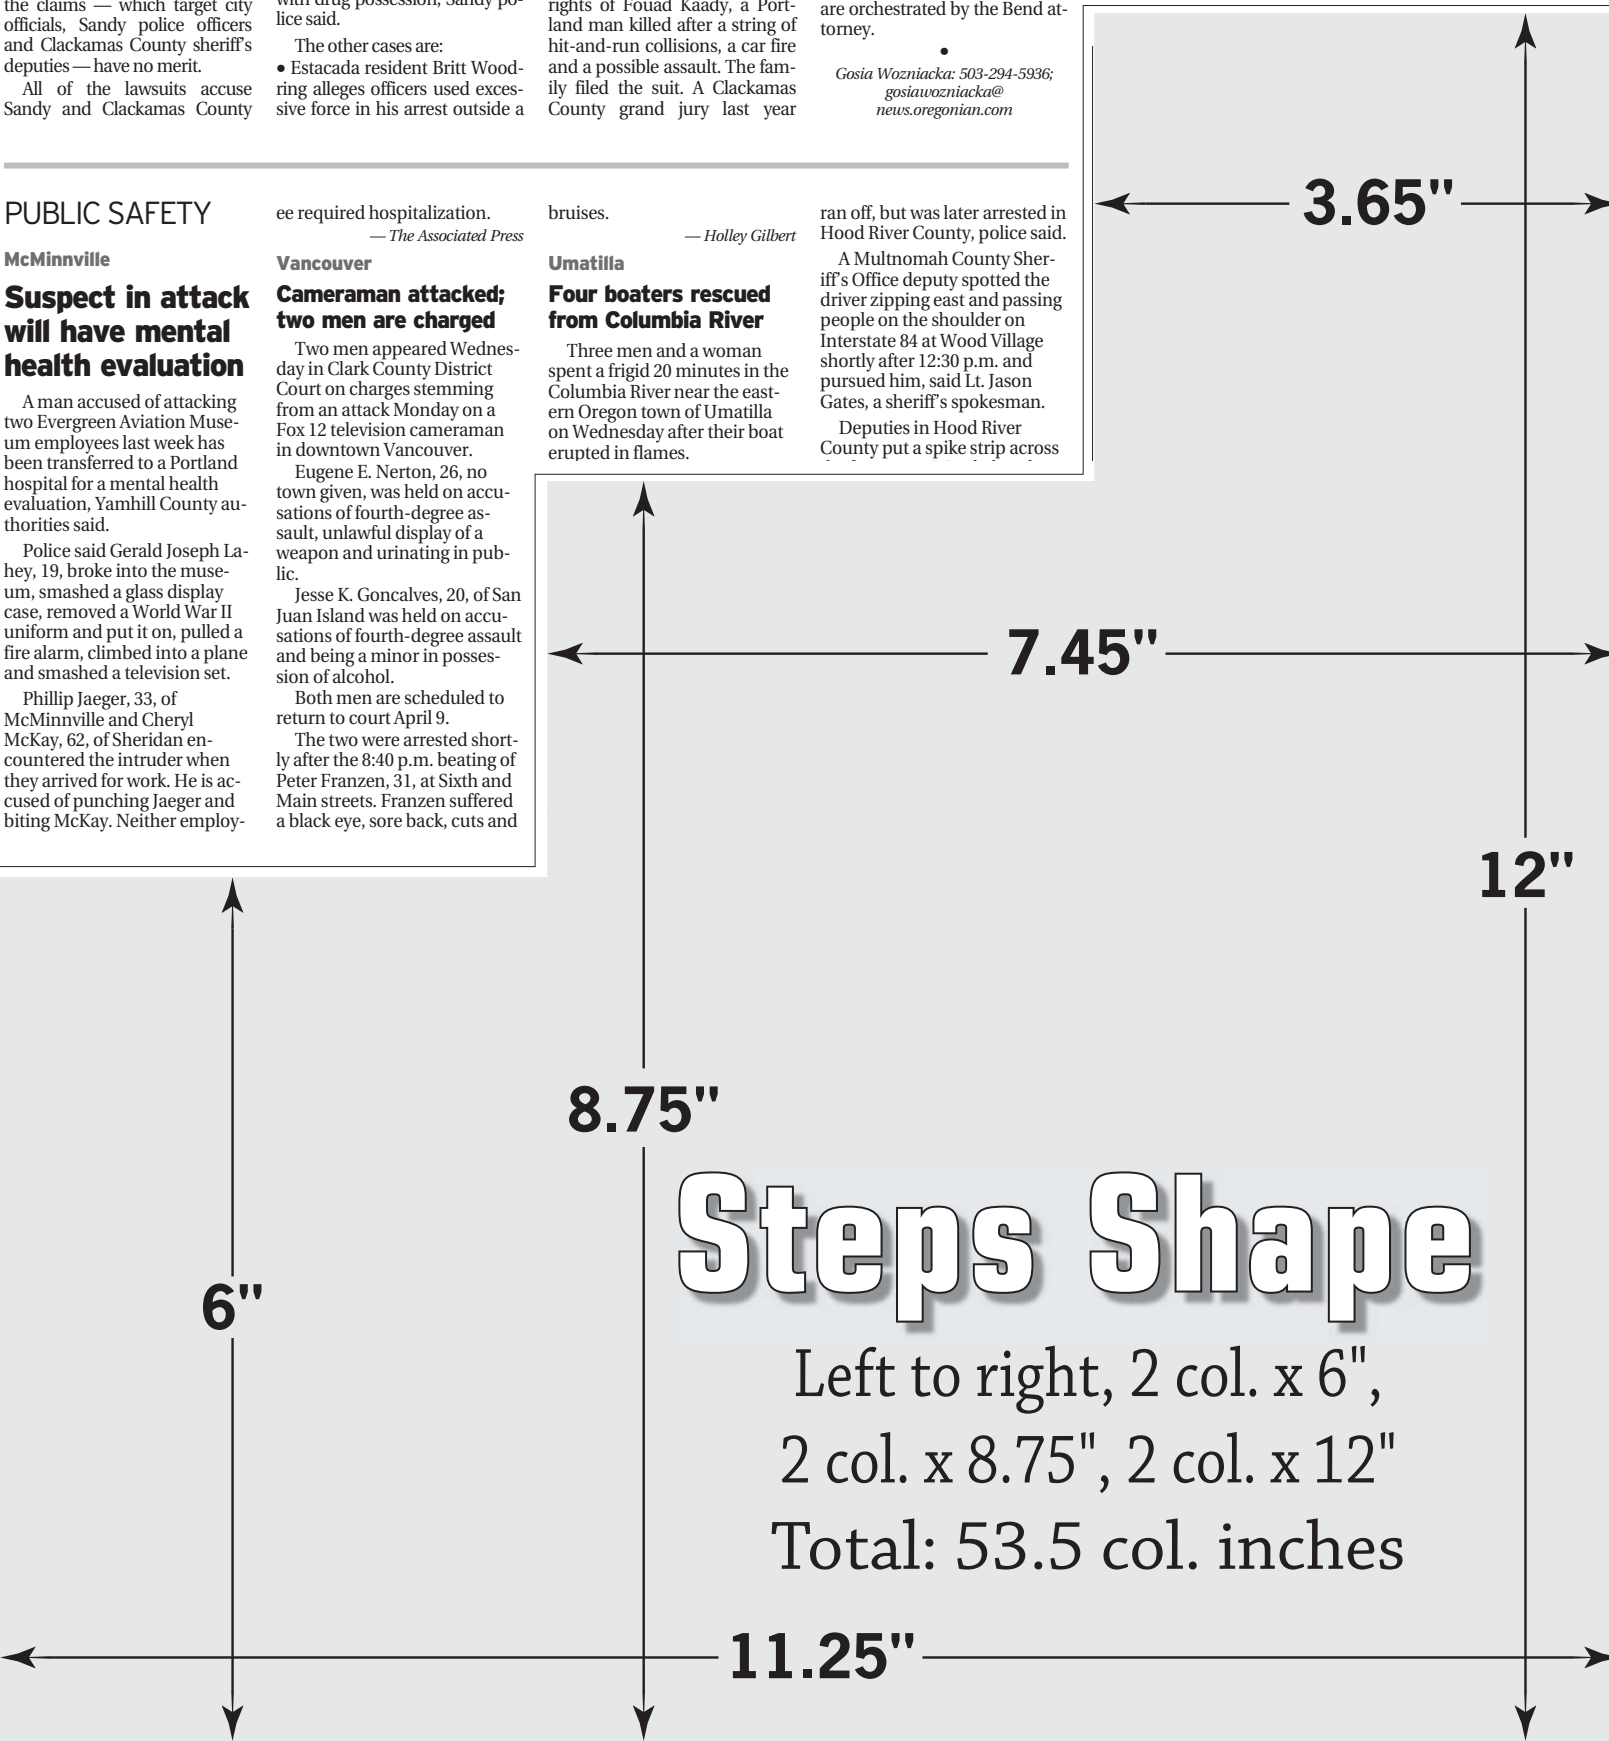 the claims — which target city
officials, Sandy police officers
and Clackamas County sheriff's
deputies — have no merit.
All of the lawsuits accuse
Sandy and Clackamas County
with drug possession, Sandy po-
lice said.
The other cases are:
• Estacada resident Britt Wood-
ring alleges officers used exces-
sive force in his arrest outside a
rights of Fouad Kaady, a Port-
land man killed after a string of
hit-and-run collisions, a car fire
and a possible assault. The fam-
ily filed the suit. A Clackamas
County grand jury last year
are orchestrated by the Bend at-
torney.
•
Gosia Wozniacka: 503-294-5936;
gosiawozniacka@
news.oregonian.com
PUBLIC SAFETY
McMinnville
Suspect in attack
will have mental
health evaluation
A man accused of attacking
two Evergreen Aviation Muse-
um employees last week has
been transferred to a Portland
hospital for a mental health
evaluation, Yamhill County au-
thorities said.
Police said Gerald Joseph La-
hey, 19, broke into the muse-
um, smashed a glass display
case, removed a World War II
uniform and put it on, pulled a
fire alarm, climbed into a plane
and smashed a television set.
Phillip Jaeger, 33, of
McMinnville and Cheryl
McKay, 62, of Sheridan en-
countered the intruder when
they arrived for work. He is ac-
cused of punching Jaeger and
biting McKay. Neither employ-
ee required hospitalization.
— The Associated Press
Vancouver
Cameraman attacked;
two men are charged
Two men appeared Wednes-
day in Clark County District
Court on charges stemming
from an attack Monday on a
Fox 12 television cameraman
in downtown Vancouver.
Eugene E. Nerton, 26, no
town given, was held on accu-
sations of fourth-degree as-
sault, unlawful display of a
weapon and urinating in pub-
lic.
Jesse K. Goncalves, 20, of San
Juan Island was held on accu-
sations of fourth-degree assault
and being a minor in posses-
sion of alcohol.
Both men are scheduled to
return to court April 9.
The two were arrested short-
ly after the 8:40 p.m. beating of
Peter Franzen, 31, at Sixth and
Main streets. Franzen suffered
a black eye, sore back, cuts and
bruises.
— Holley Gilbert
Umatilla
Four boaters rescued
from Columbia River
Three men and a woman
spent a frigid 20 minutes in the
Columbia River near the east-
ern Oregon town of Umatilla
on Wednesday after their boat
erupted in flames.
ran off, but was later arrested in
Hood River County, police said.
A Multnomah County Sher-
iff's Office deputy spotted the
driver zipping east and passing
people on the shoulder on
Interstate 84 at Wood Village
shortly after 12:30 p.m. and
pursued him, said Lt. Jason
Gates, a sheriff's spokesman.
Deputies in Hood River
County put a spike strip across
3.65"
7.45"
12"
8.75"
6"
Steps Shape
Left to right, 2 col. x 6",
2 col. x 8.75", 2 col. x 12"
Total: 53.5 col. inches
11.25"